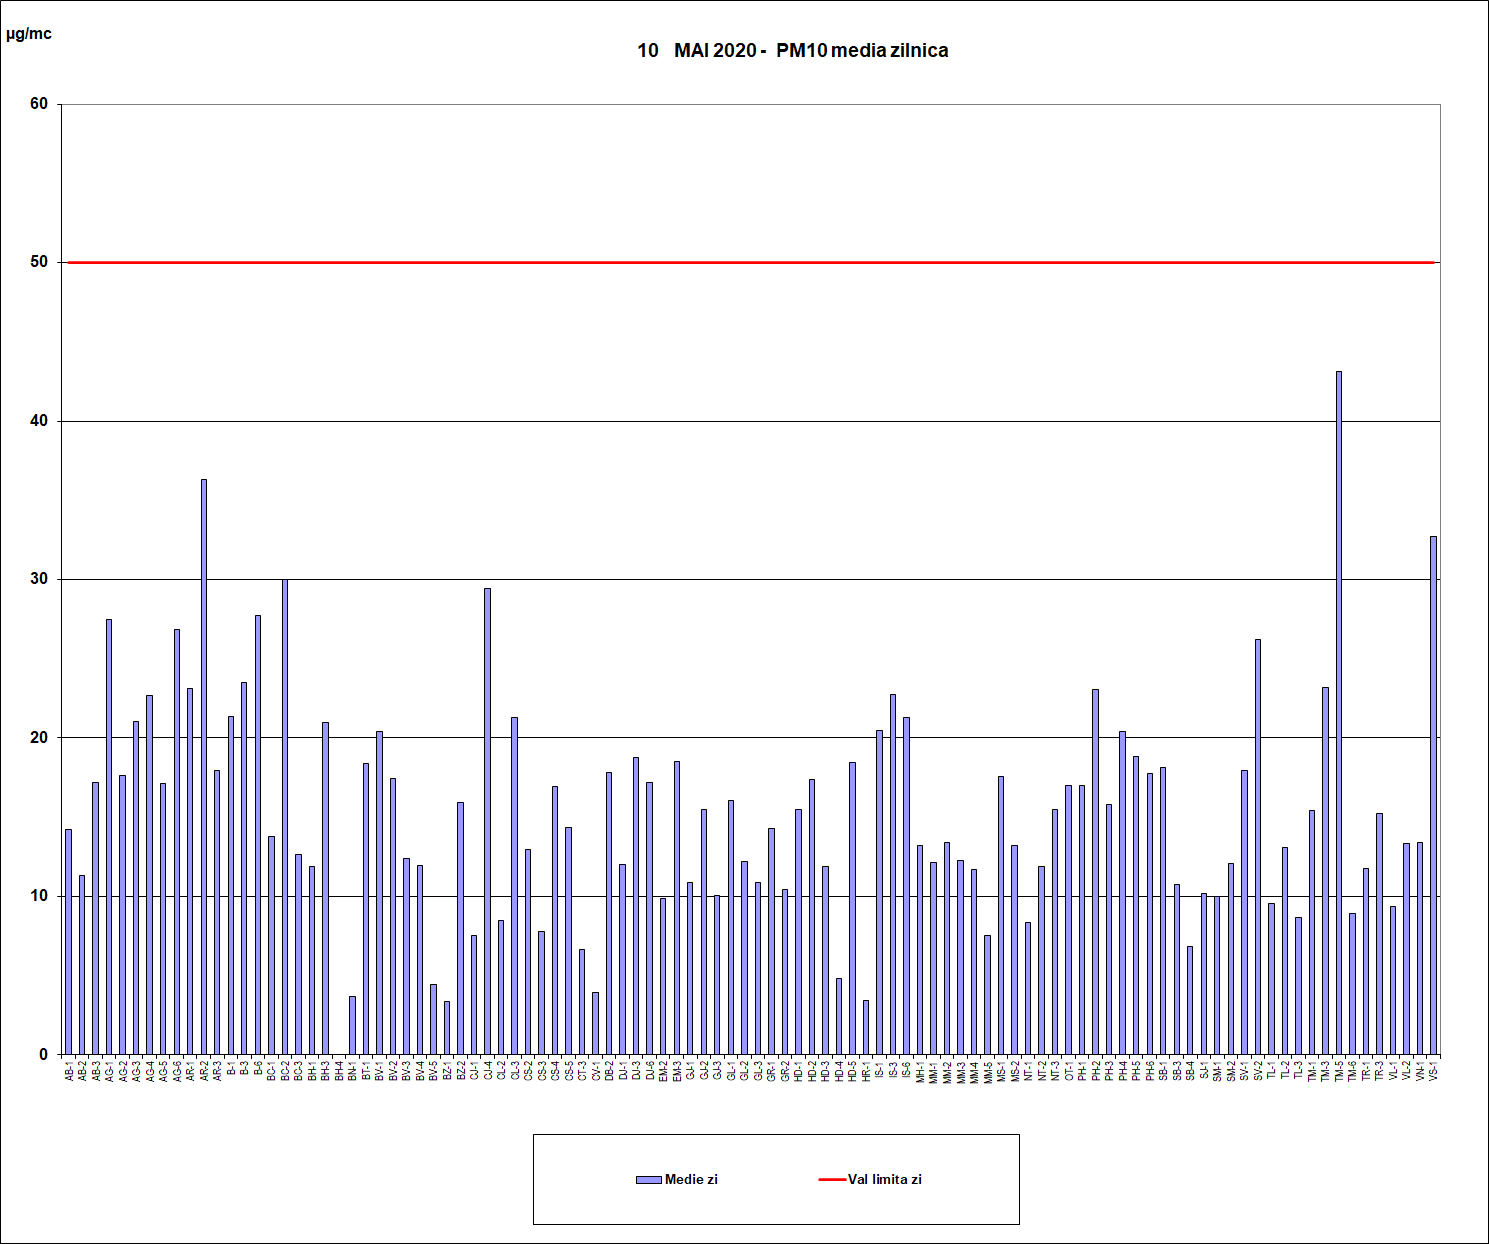 µg/mc
10 MAI 2020 - PM10 media zilnica
60
50
40
30
20
10
0
AB-1 AB-2 AB-3 AG-1 AG-2 AG-3 AG-4 AG-5 AG-6 AR-1 AR-2 AR-3 B-1 B-3 B-6 BC-1 BC-2 BC-3 BH-1 BH-3 BH-4 BN-1 BT-1 BV-1 BV-2 BV-3 BV-4 BV-5 BZ-1 BZ-2 CJ-1 CJ-4 CL-2 CL-3 CS-2 CS-3 CS-4 CS-5 CT-3 CV-1 DB-2 DJ-1 DJ-3 DJ-6 EM-2 EM-3 GJ-1 GJ-2 GJ-3 GL-1 GL-2 GL-3 GR-1 GR-2 HD-1 HD-2 HD-3 HD-4 HD-5 HR-1 IS-1 IS-3 IS-6 MH-1 MM-1 MM-2 MM-3 MM-4 MM-5 MS-1 MS-2 NT-1 NT-2 NT-3 OT-1 PH-1 PH-2 PH-3 PH-4 PH-5 PH-6 SB-1 SB-3 SB-4 SJ-1 SM-1 SM-2 SV-1 SV-2 TL-1 TL-2 TL-3 TM-1 TM-3 TM-5 TM-6 TR-1 TR-3 VL-1 VL-2 VN-1 VS-1
Medie zi Val limita zi